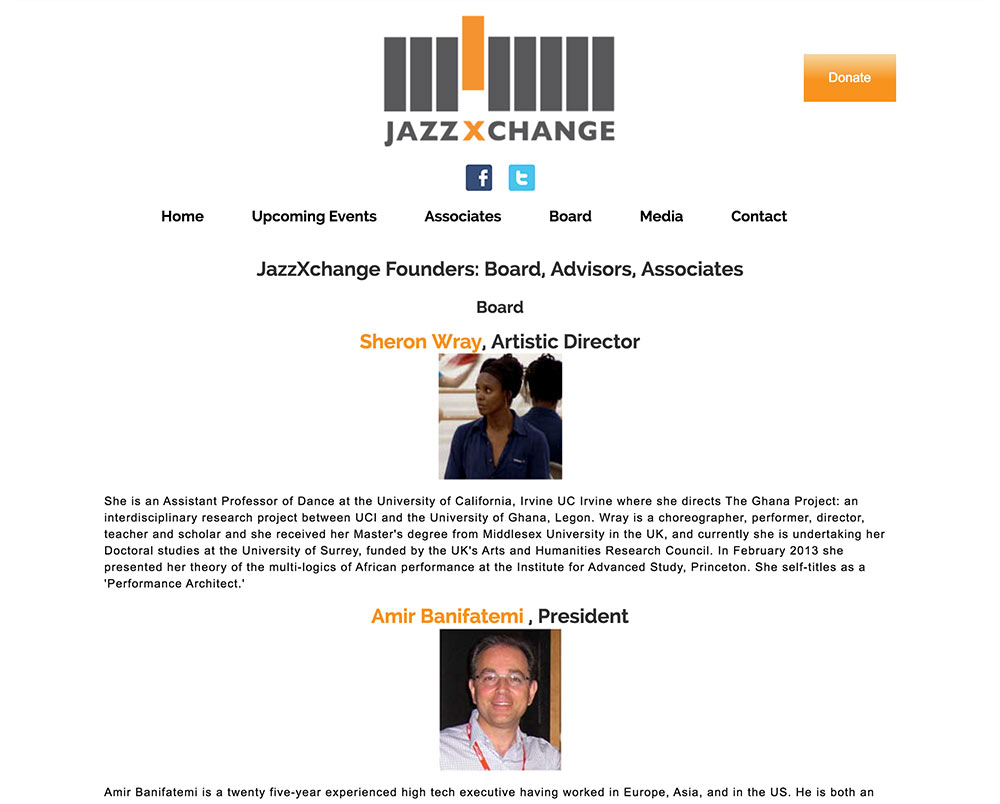 JAZZXCHANGE
Donate
f t
Home Upcoming Events Associates Board Media Contact
JazzXchange Founders: Board, Advisors, Associates
Board
Sheron Wray, Artistic Director
She is an Assistant Professor of Dance at the University of California, Irvine UC Irvine where she directs The Ghana Project: an
interdisciplinary research project between UCI and the University of Ghana, Legon. Wray is a choreographer, performer, director,
teacher and scholar and she received her Master's degree from Middlesex University in the UK, and currently she is undertaking her
Doctoral studies at the University of Surrey, funded by the UK's Arts and Humanities Research Council. In February 2013 she
presented her theory of the multi-logics of African performance at the Institute for Advanced Study, Princeton. She self-titles as a
'Performance Architect.'
Amir Banifatemi , President
Amir Banifatemi is a twenty five-year experienced high tech executive having worked in Europe, Asia, and in the US. He is both an